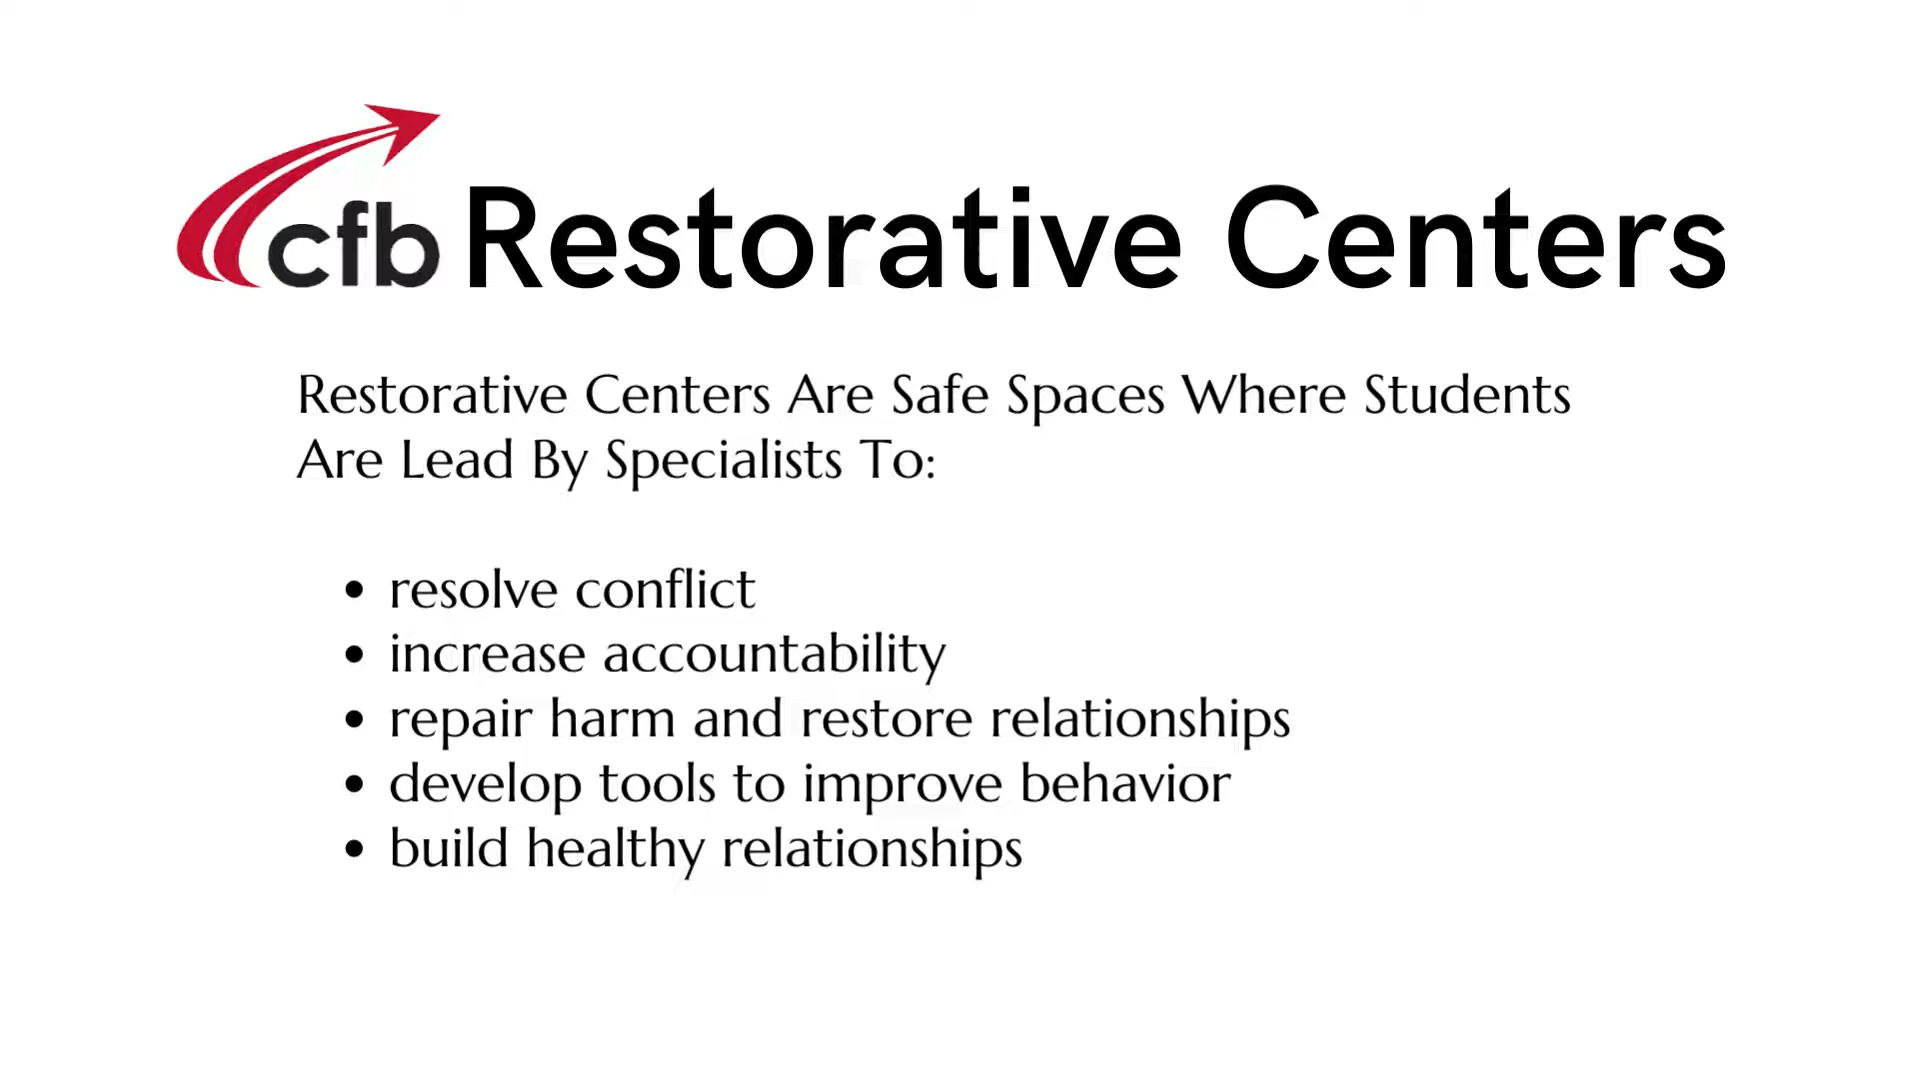 cfb Restorative Centers
Restorative Centers Are Safe Spaces Where Students
Are Lead By Specialists To:
• resolve conflict
• increase accountability
• repair harm and restore relationships
• develop tools to improve behavior
• build healthy relationships